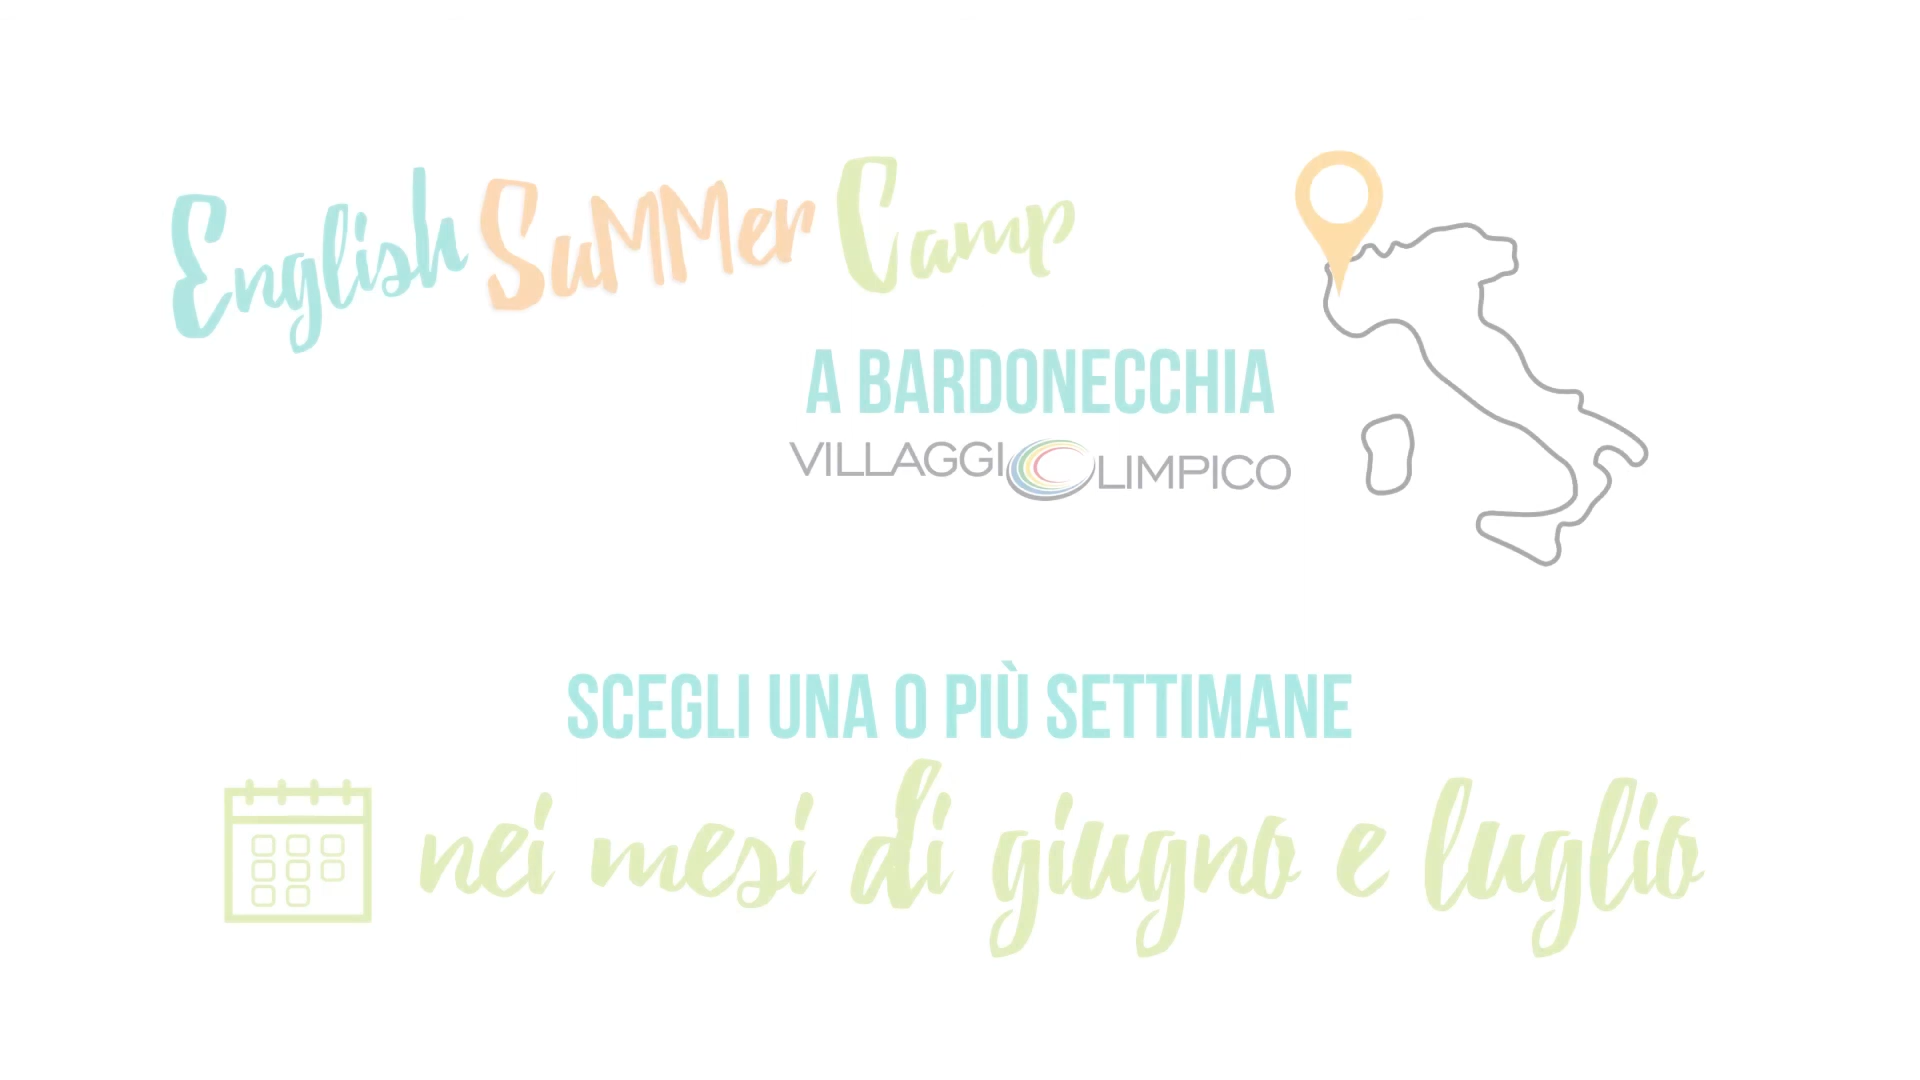 English SuMMer Camp
A BARDONECCHIA
VILLAGGIOLIMPICO
SCEGLI UNA O PIÙ SETTIMANE
nei mesi di giugno e luglio